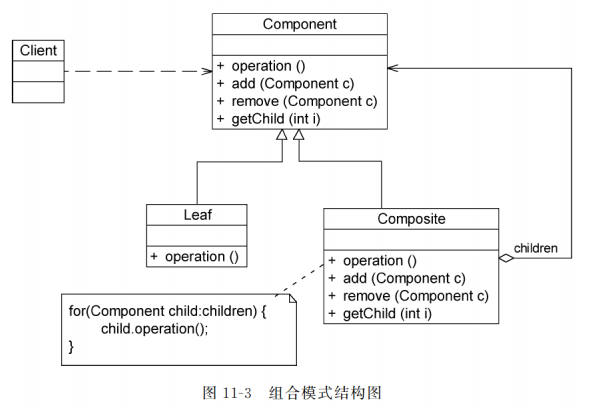 Component
Client
+ operation ()
+ add (Component c)
+ remove (Component c)
+ getChild (int i)
Leaf
+ operation ()
Composite
+ operation ()
+ add (Component c)
+ remove (Component c)
+ getChild (int i)
children
for(Component child:children) {
child.operation();
}
图 11-3 组合模式结构图